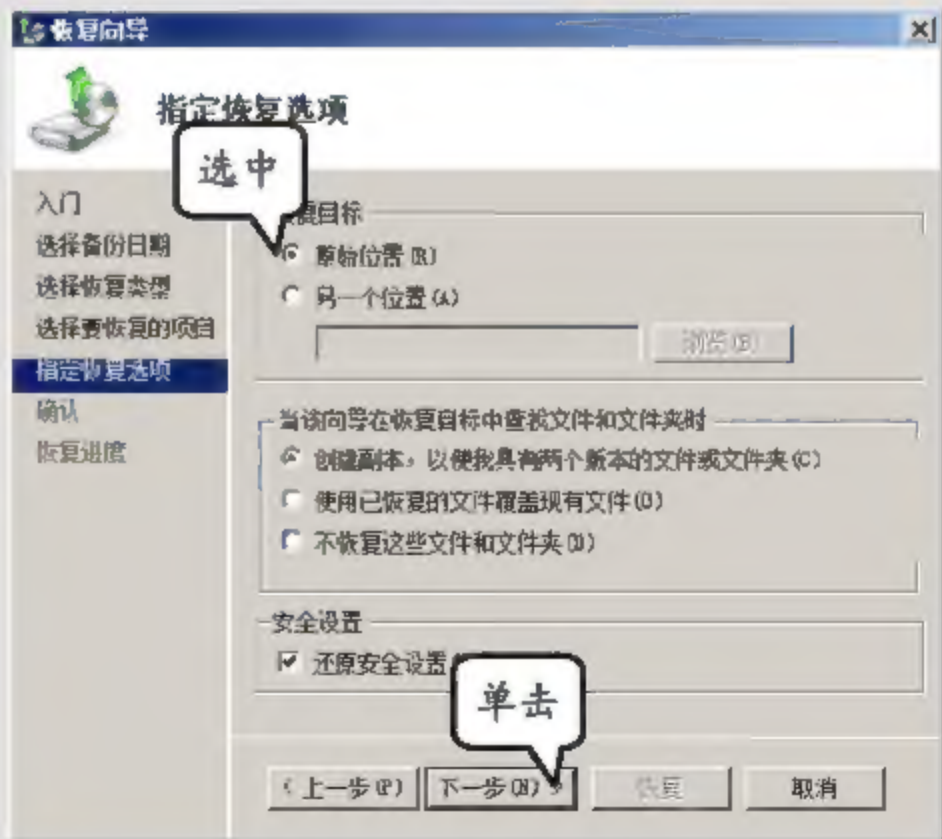 恢复向导
指定恢复选项
选中
入门
选择备份日期
选择恢复类型
选择要恢复的项目
指定恢复选项
确认
恢复进度
复目标
原始位置(R)
另一个位置(A)
浏览(B)
当该向导在恢复目标中查找文件和文件夹时
创建副本，以便我具有两个版本的文件或文件夹(C)
使用已恢复的文件覆盖现有文件(O)
不恢复这些文件和文件夹(D)
安全设置
还原安全设置(
单击
< 上一步(P)
下一步(N) >
恢复
取消